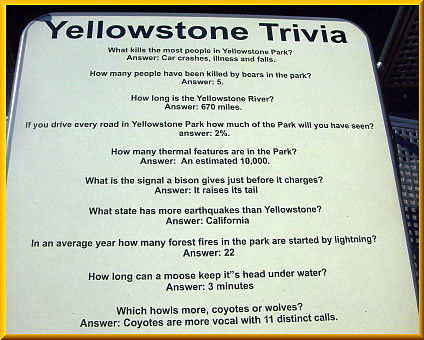 Yellowstone Trivia
What kills the most people in Yellowstone Park?
Answer: Car crashes, illness and falls.
How many people have been killed by bears in the park?
Answer: 5.
How long is the Yellowstone River?
Answer: 670 miles.
If you drive every road in Yellowstone Park how much of the Park will you have seen?
answer: 2%.
How many thermal features are in the Park?
Answer: An estimated 10,000.
What is the signal a bison gives just before it charges?
Answer: It raises its tail
What state has more earthquakes than Yellowstone?
Answer: California
In an average year how many forest fires in the park are started by lightning?
Answer: 22
How long can a moose keep it"s head under water?
Answer: 3 minutes
Which howls more, coyotes or wolves?
Answer: Coyotes are more vocal with 11 distinct calls.